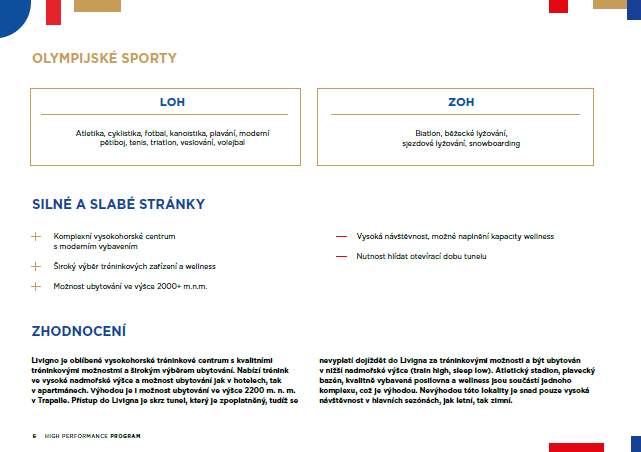 OLYMPIJSKÉ SPORTY
LOH
Atletika, cyklistika, fotbal, kanoistika, plavání, moderní
pětiboj, tenis, triatlon, veslování, volejbal
ZOH
Biatlon, běžecké lyžování,
sjezdové lyžování, snowboarding
SILNÉ A SLABÉ STRÁNKY
Komplexní vysokohorské centrum
s moderním vybavením
Široký výběr tréninkových zařízení a wellness
Možnost ubytování ve výšce 2000+ m.n.m.
Vysoká návštěvnost, možné naplnění kapacity wellness
Nutnost hlídat otevírací dobu tunelu
ZHODNOCENÍ
Livigno je oblíbené vysokohorské tréninkové centrum s kvalitními
tréninkovými možnostmi a širokým výběrem ubytování. Nabízí trénink
ve vysoké nadmořské výšce a možnost ubytování jak v hotelech, tak
v apartmánech. Výhodou je i možnost ubytování ve výšce 2200 m. n. m.
v Trapalle. Přístup do Livigna je skrz tunel, který je zpoplatněný, tudíž se
nevyplatí dojíždět do Livigna za tréninkovými možnostmi a být ubytován
v nižší nadmořské výšce (train high, sleep low). Atletický stadion, plavecký
bazén, kvalitně vybavená posilovna a wellness jsou součástí jednoho
komplexu, což je výhodou. Nevýhodou této lokality je snad pouze vysoká
návštěvnost v hlavních sezónách, jak letní, tak zimní.
6 HIGH PERFORMANCE PROGRAM